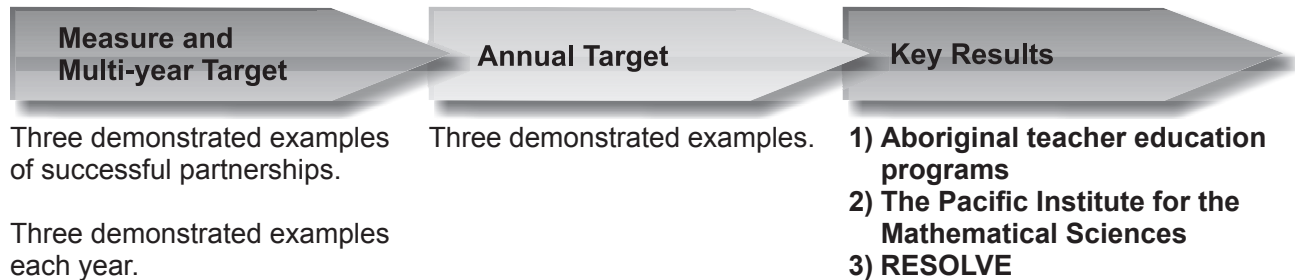 Measure and
Multi-year Target
Three demonstrated examples
of successful partnerships.
Three demonstrated examples
each year.
Annual Target
Three demonstrated examples.
Key Results
1) Aboriginal teacher education
programs
2) The Pacific Institute for the
Mathematical Sciences
3) RESOLVE